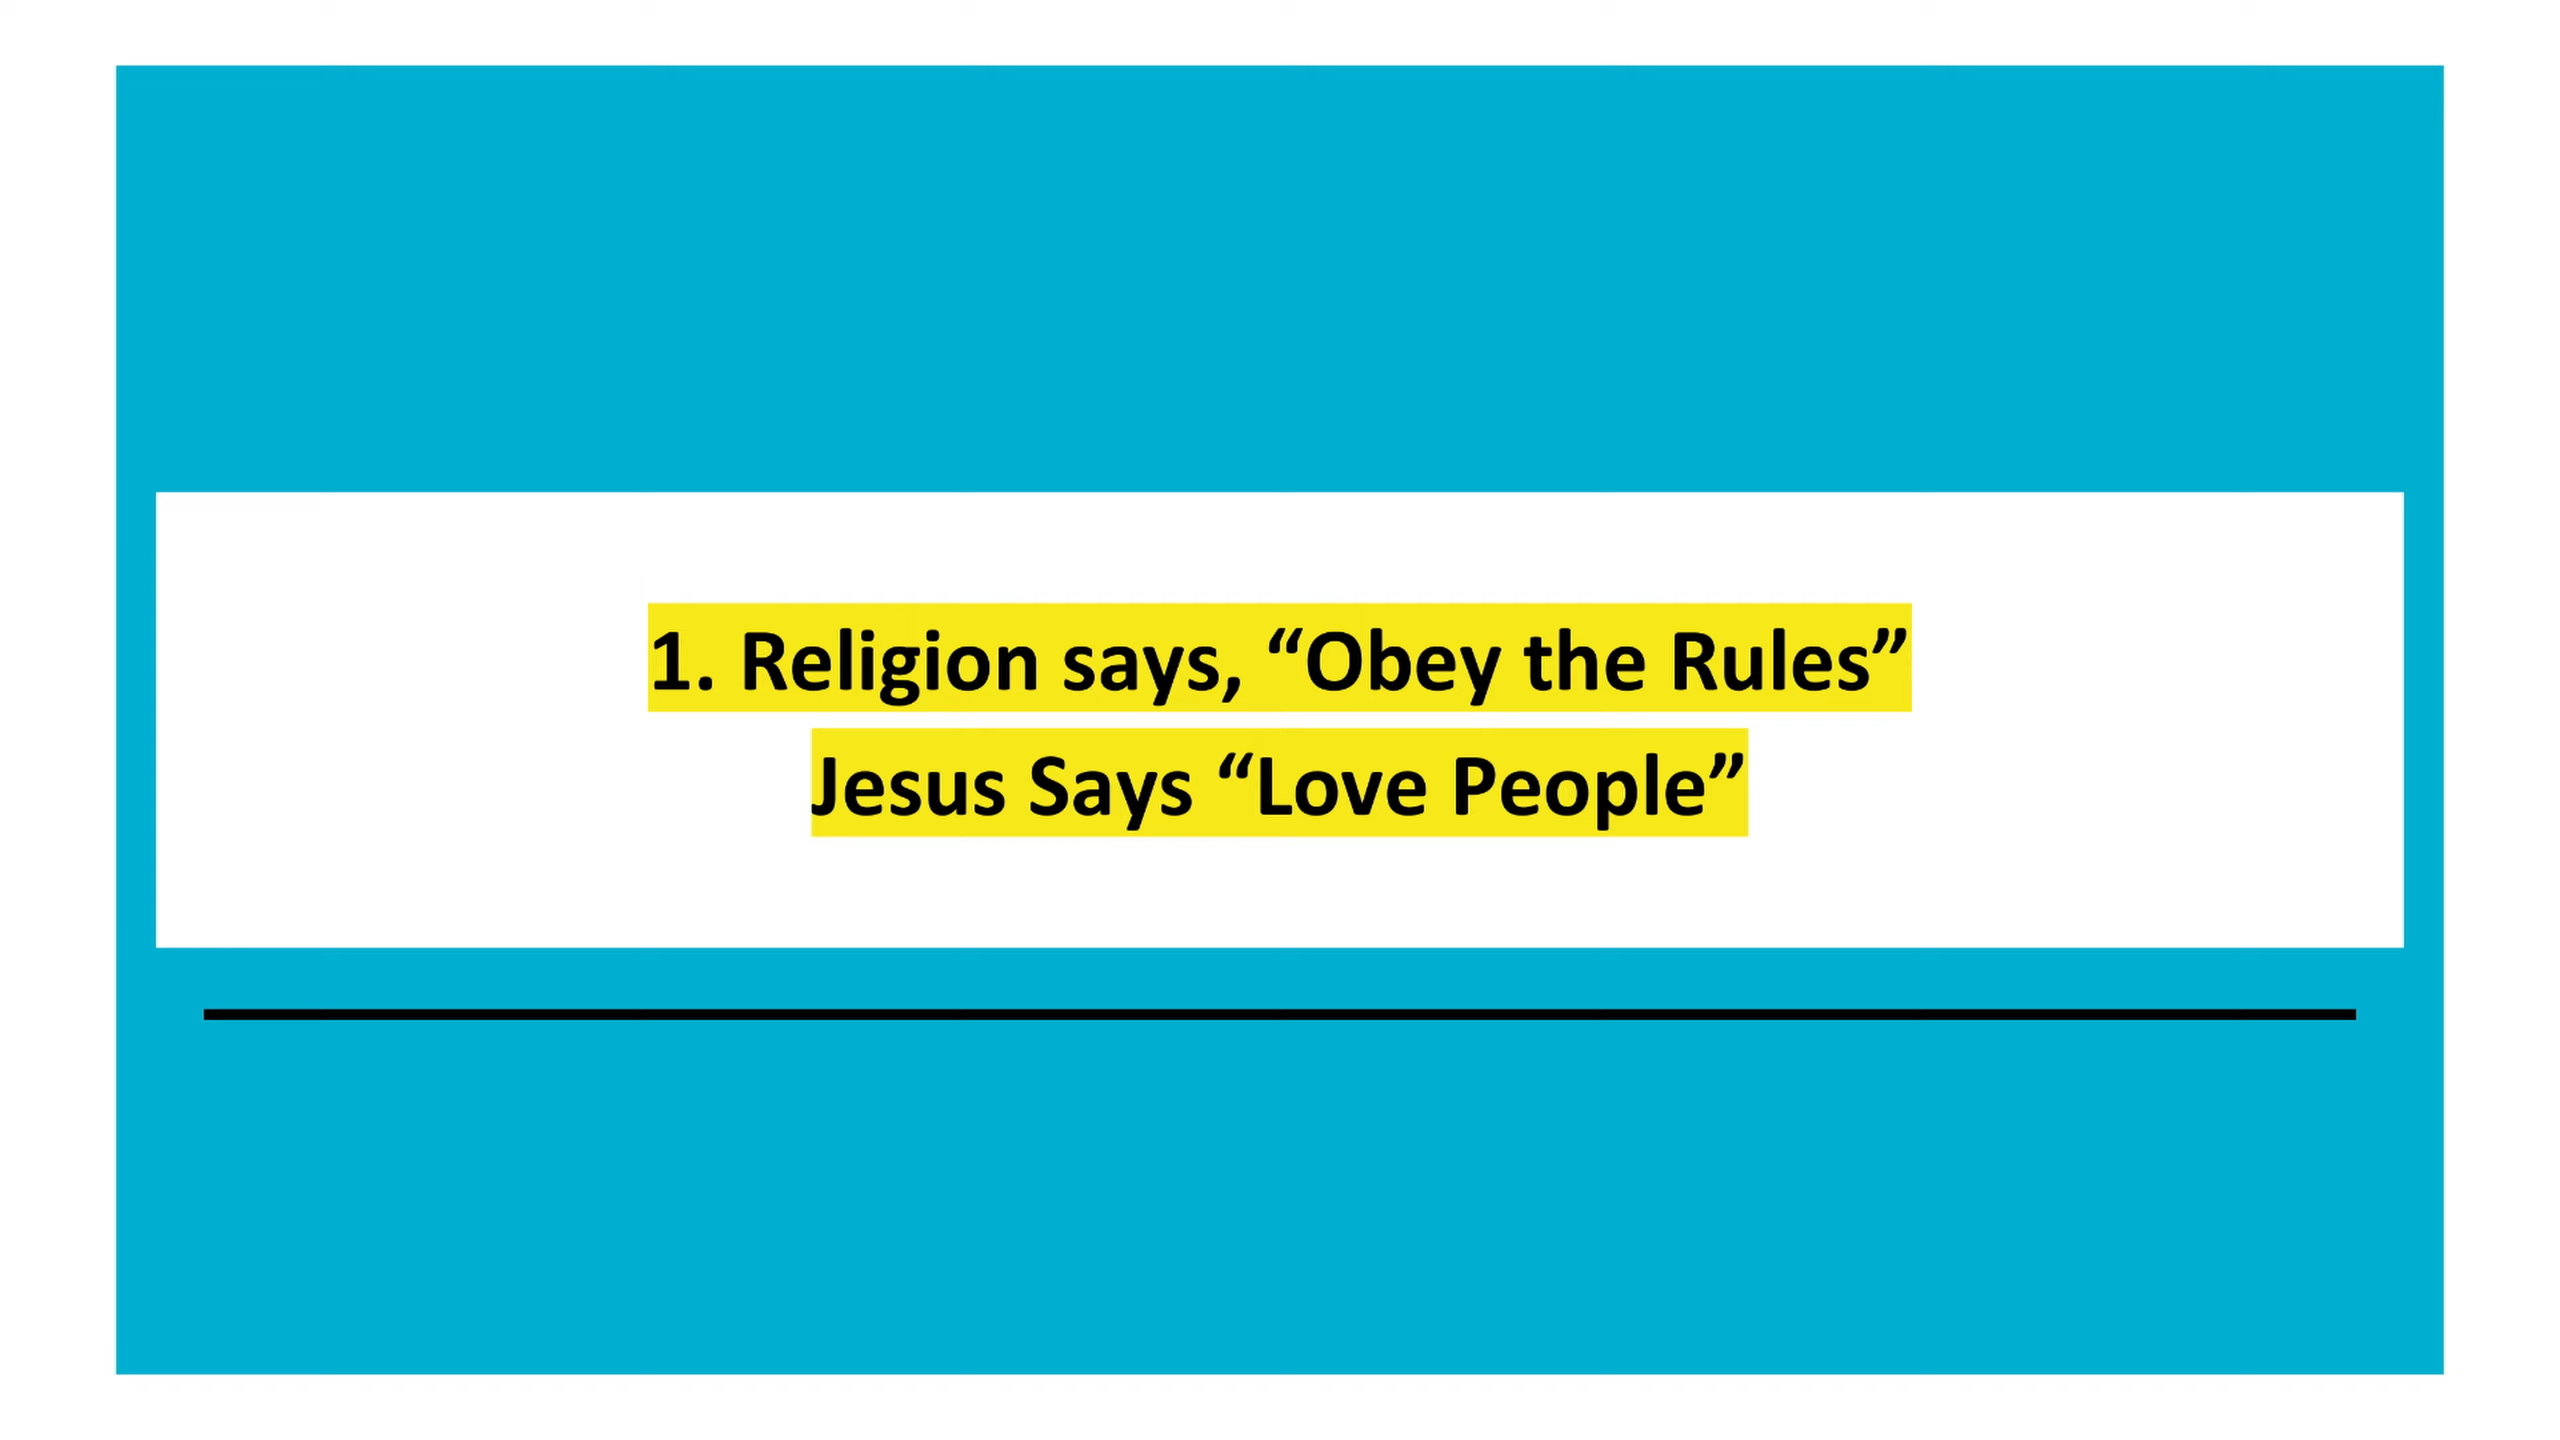 1. Religion says, “Obey the Rules”
Jesus Says “Love People”